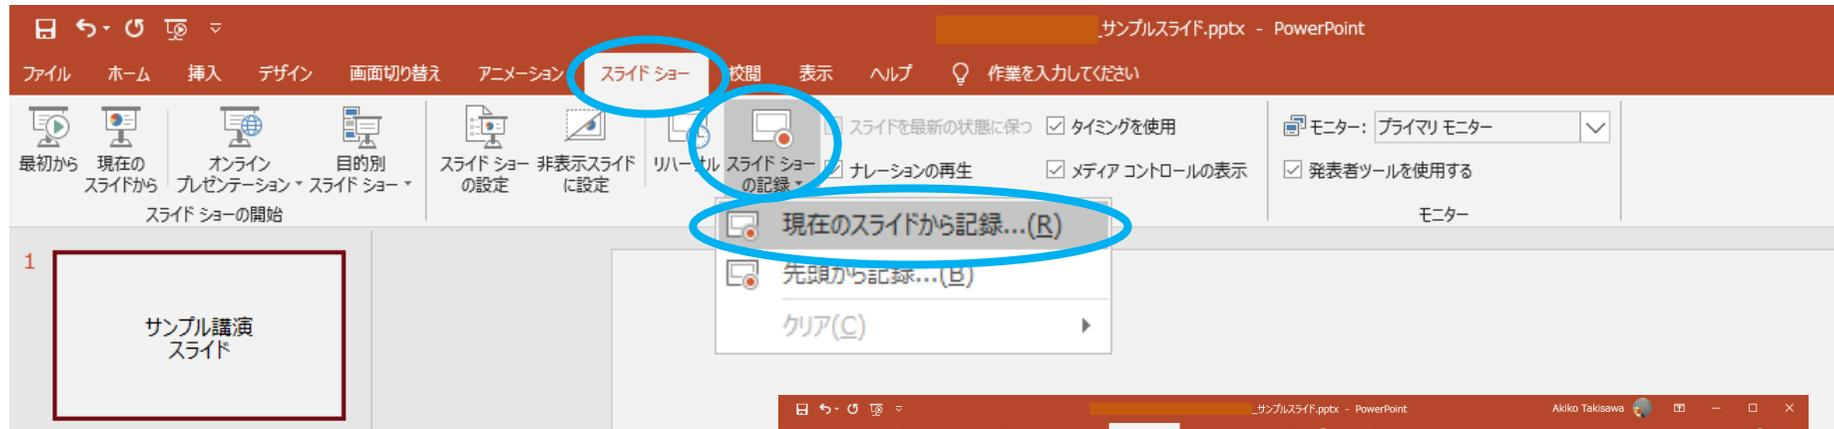 _サンプルスライド.pptx - PowerPoint
ファイル ホーム 挿入 デザイン 画面切り替え アニメーション スライド ショー 校閲 表示 ヘルプ 作業を入力してください
最初から
現在の
スライドから
オンライン
プレゼンテーション
目的別
スライド ショー
スライド ショーの開始
スライド ショー
の設定
非表示スライド
に設定
リハーサル
スライド ショー
の記録
スライドを最新の状態に保つ
ナレーションの再生
タイミングを使用
メディア コントロールの表示
モニター: プライマリ モニター
発表者ツールを使用する
モニター
現在のスライドから記録...(R)
先頭から記録...(B)
クリア(C)
1
サンプル講演
スライド
_サンプルスライド.pptx - PowerPoint Akiko Takisawa